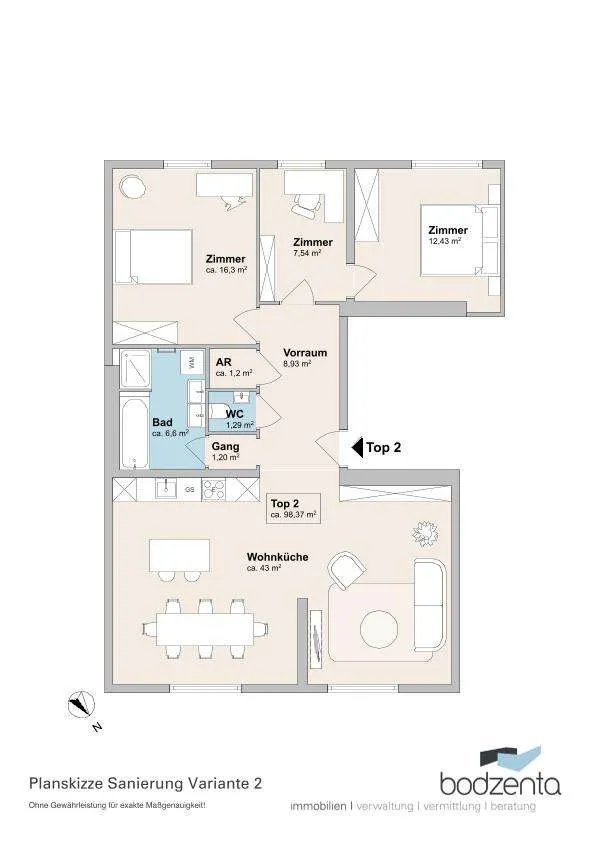 Zimmer
12,43 m²
Zimmer
7,54 m²
Zimmer
ca. 16,3 m²
Vorraum
8,93 m²
AR
ca. 1,2 m²
WM
WC
1,29 m²
Bad
ca. 6,6 m²
Gang
1,20 m²
Top 2
GS
Top 2
ca. 98,37 m²
Wohnküche
ca. 43 m²
N
Planskizze Sanierung Variante 2
Ohne Gewährleistung für exakte Maßgenauigkeit!
bodzenta
immobilien I verwaltung I vermittlung I beratung